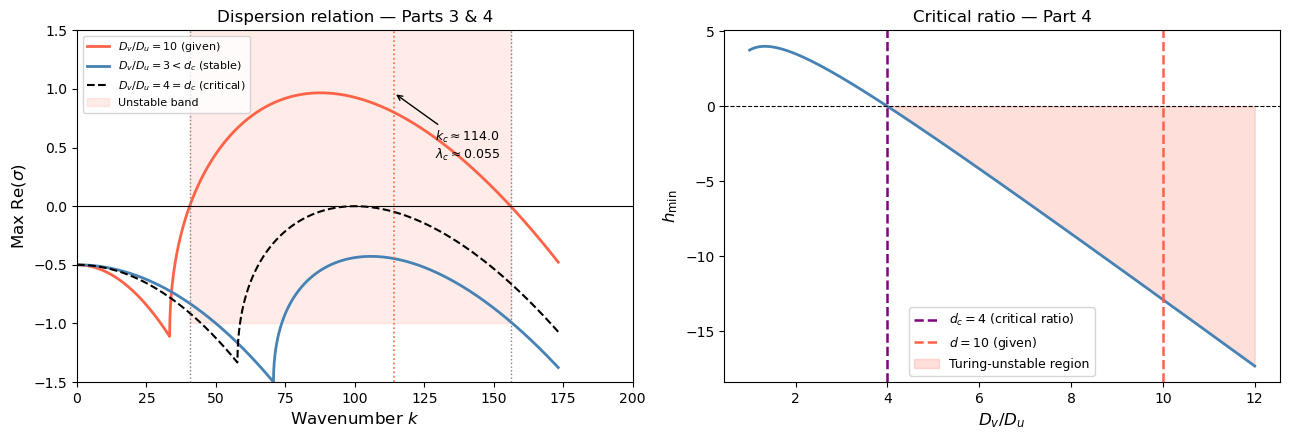 Dispersion relation — Parts 3 & 4
1.5
1.0
0.5
0.0
−0.5
−1.0
−1.5
Max Re(σ)
D_v/D_u = 10 (given)
D_v/D_u = 3 < d_c (stable)
D_v/D_u = 4 = d_c (critical)
Unstable band
k_c ≈ 114.0
λ_c ≈ 0.055
0 25 50 75 100 125 150 175 200
Wavenumber k
Critical ratio — Part 4
5
0
−5
−10
−15
h_min
d_c = 4 (critical ratio)
d = 10 (given)
Turing-unstable region
2 4 6 8 10 12
D_v/D_u